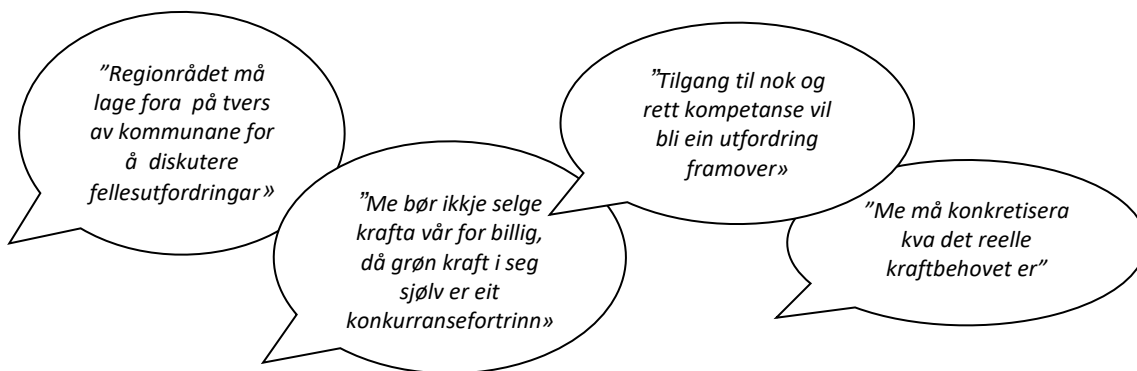 ”Regionrådet må
lage fora på tvers
av kommunane for
å diskutere
fellesutfordringar»
”Me bør ikkje selge
krafta vår for billig,
då grøn kraft i seg
sjølv er eit
konkurransefortrinn»
”Tilgang til nok og
rett kompetanse vil
bli ein utfordring
framover»
”Me må konkretisera
kva det reelle
kraftbehovet er”